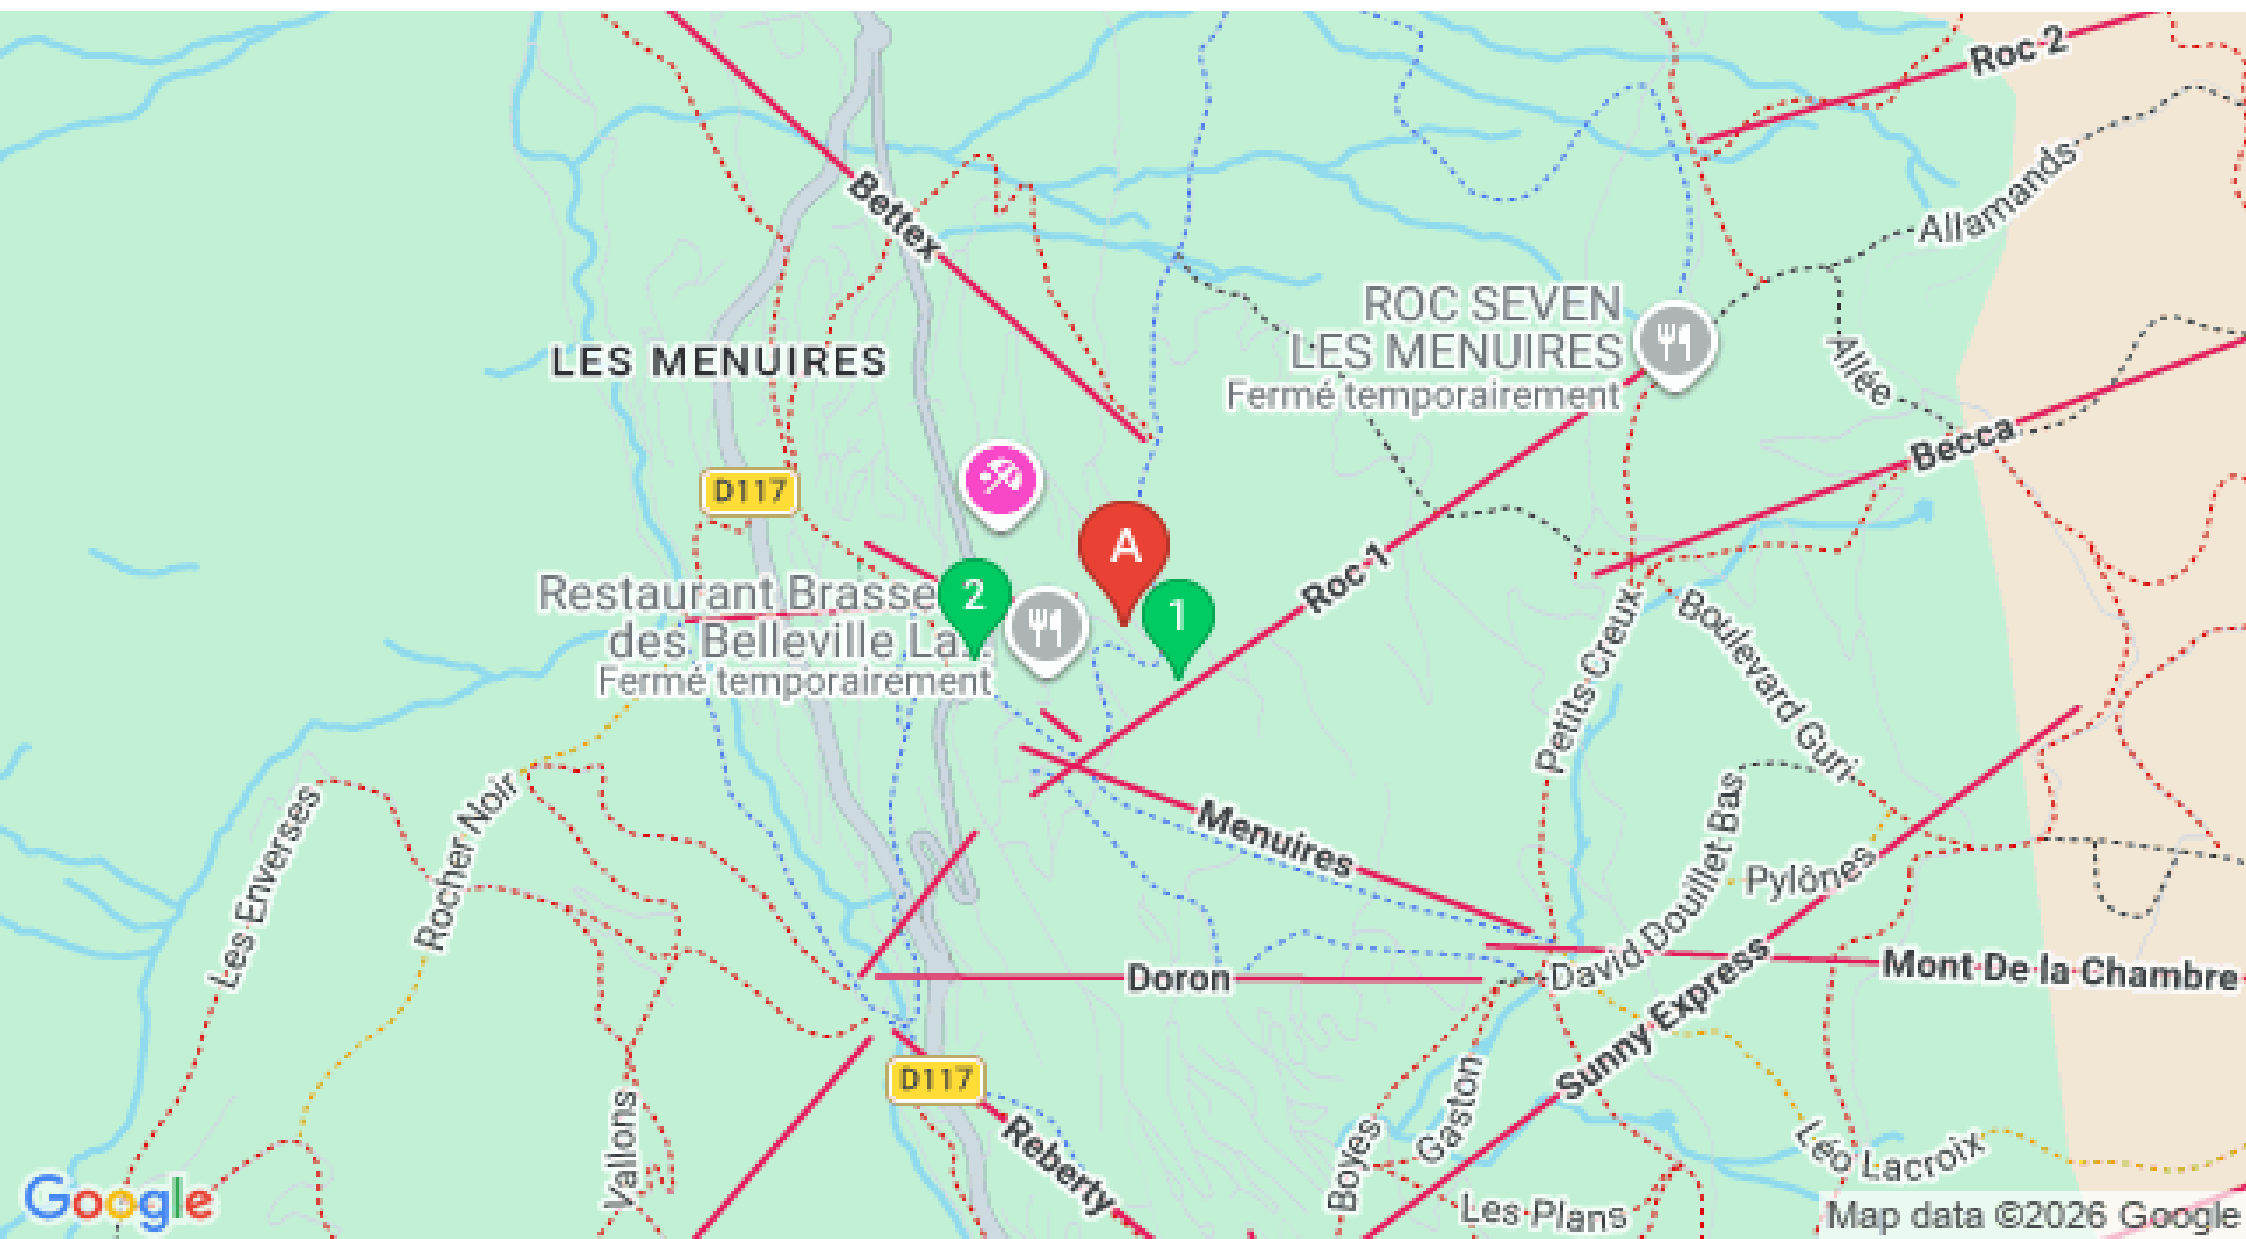 Roc 2
Bettex
Allamands
ROC SEVEN
LES MENUIRES
Fermé temporairement
LES MENUIRES
Allée
Becca
D117
A
Roc 1
Restaurant Brasse
des Belleville La...
Fermé temporairement
2
1
Petits Creux
Boulevard Guri
Les Enverses
Rocher Noir
Menuires
David Douillet Bas
Pylônes
Doron
Mont De la Chambre
Sunny Express
D117
Reberty
Vallons
Boyes
Gaston
Léo Lacroix
Les Plans
Google
Map data ©2026 Google